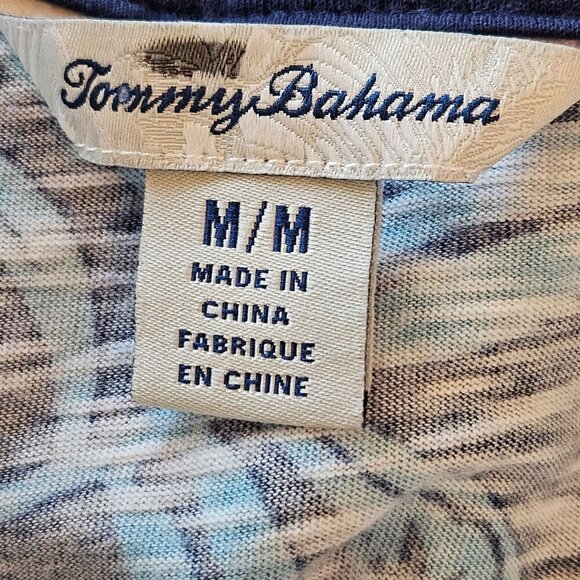 Tommy Bahama
M/M
MADE IN
CHINA
FABRIQUE
EN CHINE